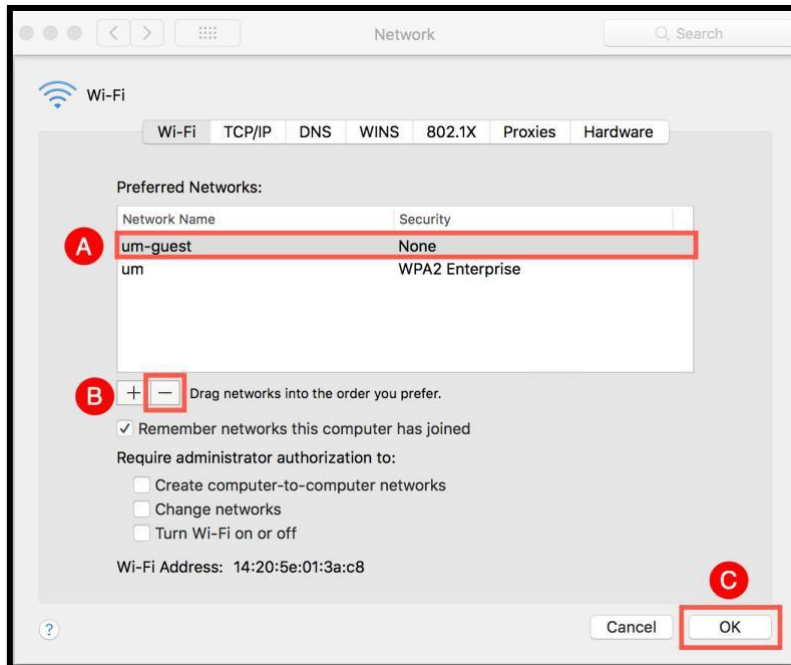 Network
Search
Wi-Fi
Wi-Fi TCP/IP DNS WINS 802.1X Proxies Hardware
Preferred Networks:
Network Name Security
A um-guest None
um WPA2 Enterprise
B + − Drag networks into the order you prefer.
✓ Remember networks this computer has joined
Require administrator authorization to:
Create computer-to-computer networks
Change networks
Turn Wi-Fi on or off
Wi-Fi Address: 14:20:5e:01:3a:c8
C
? Cancel OK